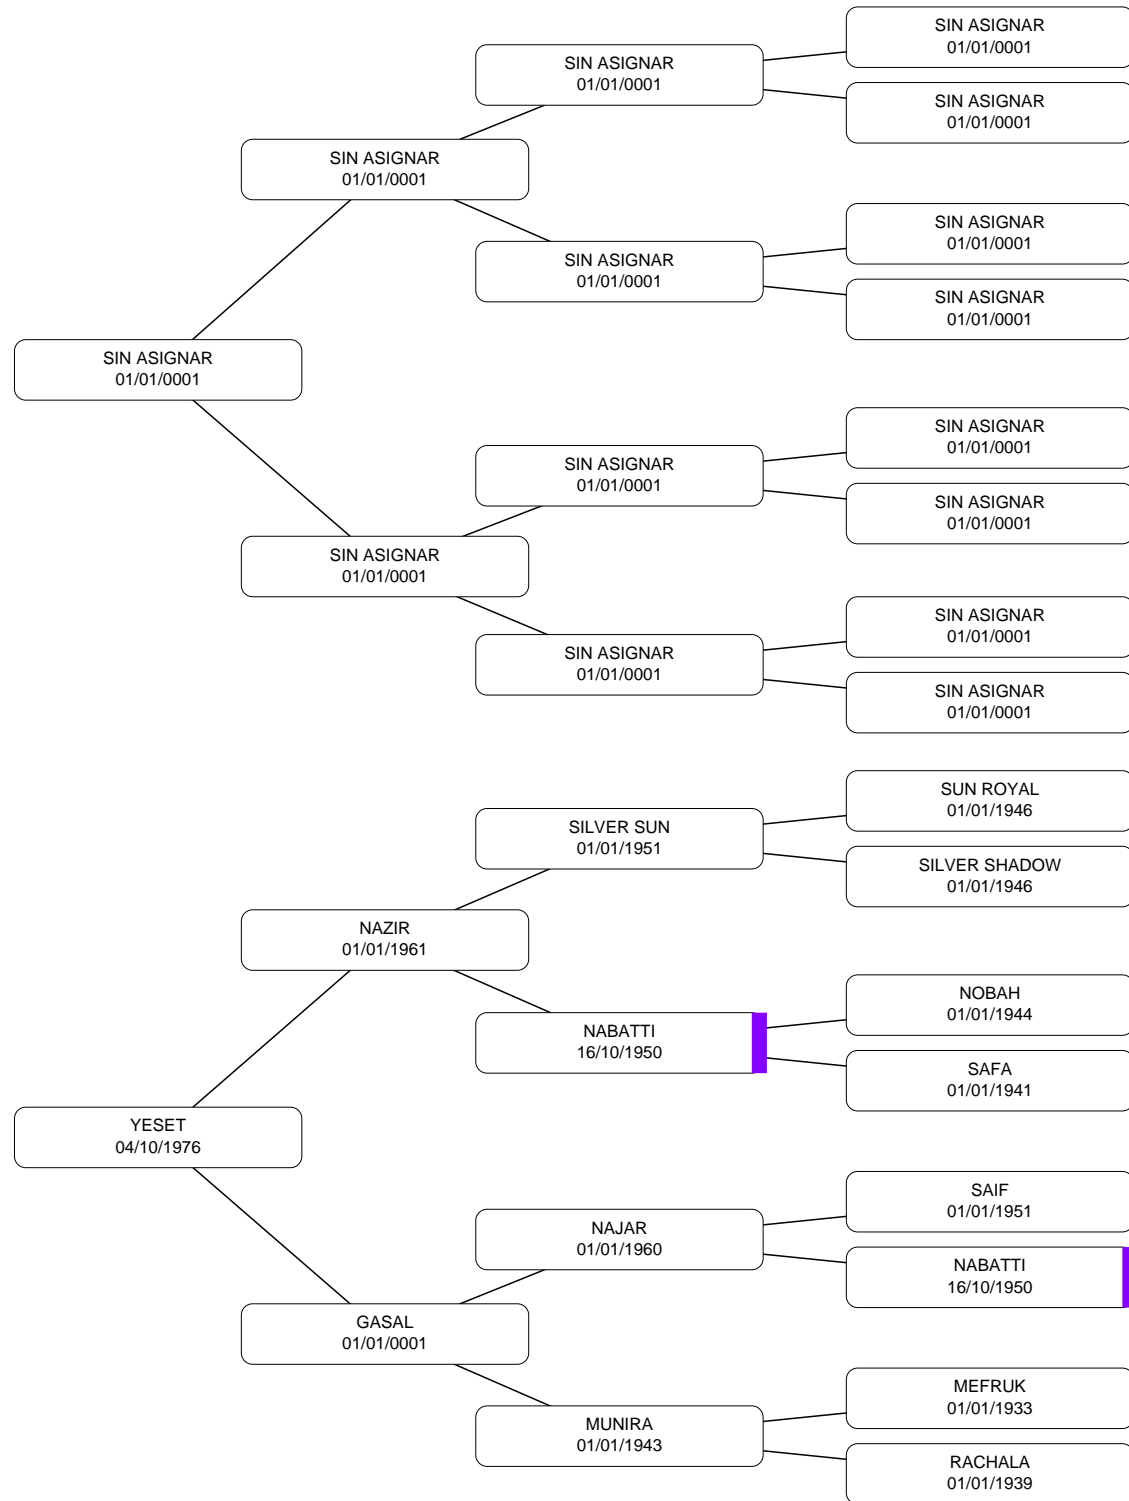 SIN ASIGNAR
01/01/0001
SIN ASIGNAR
01/01/0001
SIN ASIGNAR
01/01/0001
SIN ASIGNAR
01/01/0001
SIN ASIGNAR
01/01/0001
SIN ASIGNAR
01/01/0001
SIN ASIGNAR
01/01/0001
SIN ASIGNAR
01/01/0001
SIN ASIGNAR
01/01/0001
SIN ASIGNAR
01/01/0001
SIN ASIGNAR
01/01/0001
SIN ASIGNAR
01/01/0001
SIN ASIGNAR
01/01/0001
SIN ASIGNAR
01/01/0001
SIN ASIGNAR
01/01/0001
SUN ROYAL
01/01/1946
SILVER SUN
01/01/1951
SILVER SHADOW
01/01/1946
NAZIR
01/01/1961
NOBAH
01/01/1944
NABATTI
16/10/1950
SAFA
01/01/1941
YESET
04/10/1976
SAIF
01/01/1951
NAJAR
01/01/1960
NABATTI
16/10/1950
GASAL
01/01/0001
MEFRUK
01/01/1933
MUNIRA
01/01/1943
RACHALA
01/01/1939